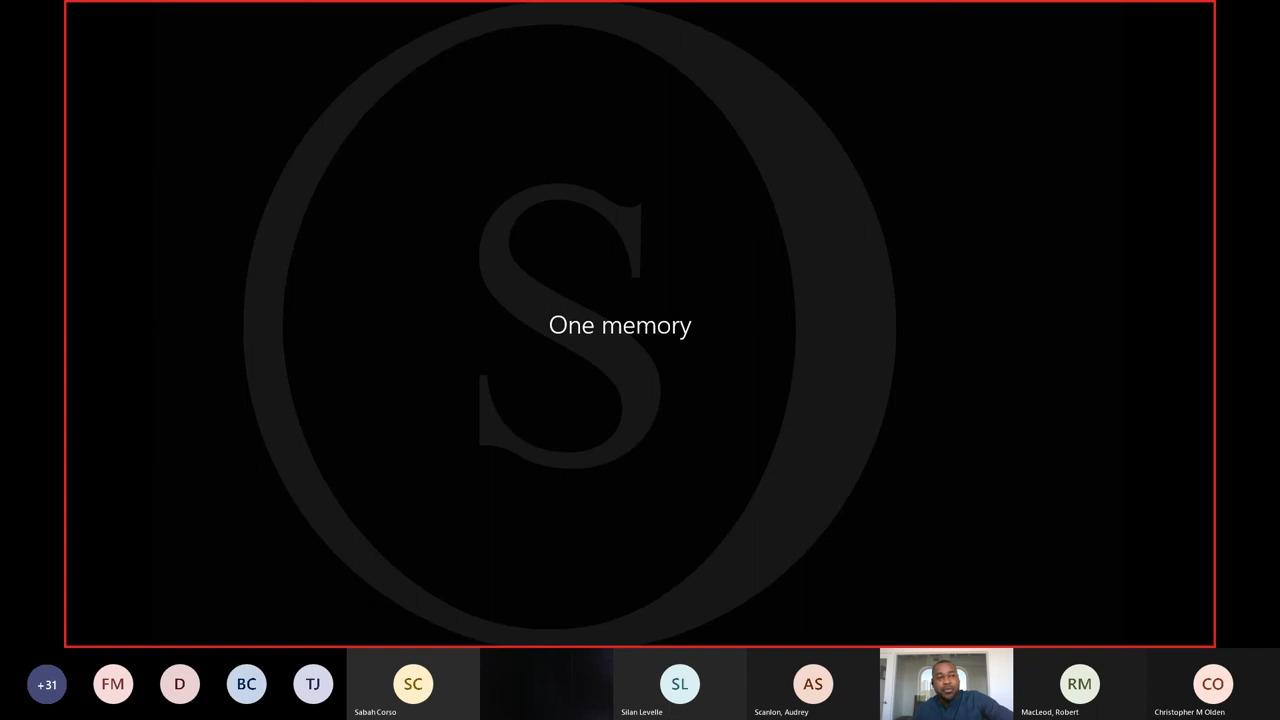 S
One memory
+31
FM
D
BC
TJ
SC
SL
AS
RM
CO
Sabah Corso
Silan Levelle
Scanlon, Audrey
MacLeod, Robert
Christopher M Olden